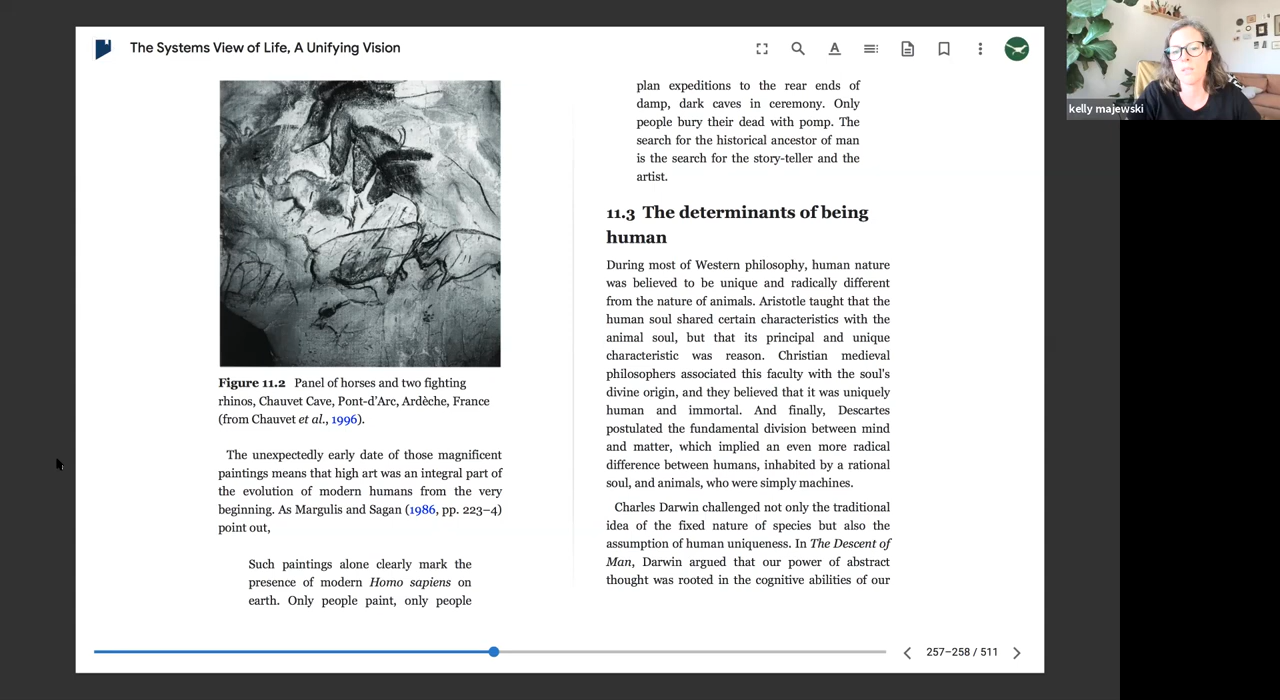 The Systems View of Life, A Unifying Vision
kelly majewski
Figure 11.2 Panel of horses and two fighting
rhinos, Chauvet Cave, Pont-d'Arc, Ardèche, France
(from Chauvet et al., 1996).
The unexpectedly early date of those magnificent
paintings means that high art was an integral part of
the evolution of modern humans from the very
beginning. As Margulis and Sagan (1986, pp. 223–4)
point out,
Such paintings alone clearly mark the
presence of modern Homo sapiens on
earth. Only people paint, only people
plan expeditions to the rear ends of
damp, dark caves in ceremony. Only
people bury their dead with pomp. The
search for the historical ancestor of man
is the search for the story-teller and the
artist.
11.3 The determinants of being
human
During most of Western philosophy, human nature
was believed to be unique and radically different
from the nature of animals. Aristotle taught that the
human soul shared certain characteristics with the
animal soul, but that its principal and unique
characteristic was reason. Christian medieval
philosophers associated this faculty with the soul's
divine origin, and they believed that it was uniquely
human and immortal. And finally, Descartes
postulated the fundamental division between mind
and matter, which implied an even more radical
difference between humans, inhabited by a rational
soul, and animals, who were simply machines.
Charles Darwin challenged not only the traditional
idea of the fixed nature of species but also the
assumption of human uniqueness. In The Descent of
Man, Darwin argued that our power of abstract
thought was rooted in the cognitive abilities of our
257–258 / 511